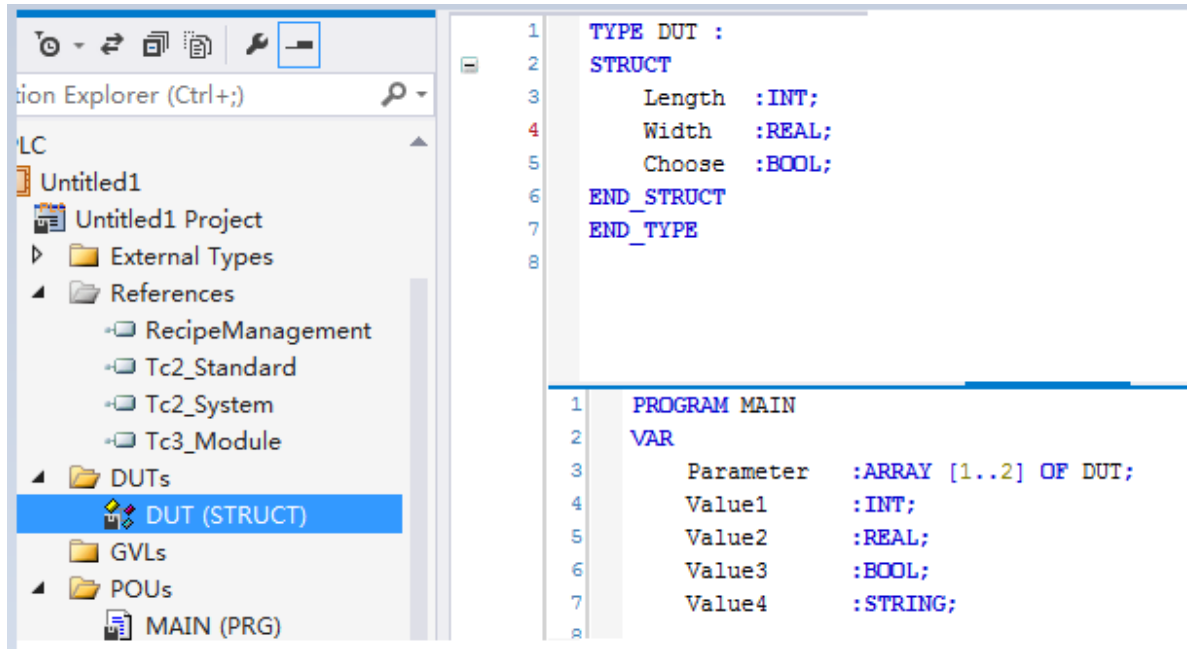 tion Explorer (Ctrl+;)
PLC
Untitled1
Untitled1 Project
External Types
References
RecipeManagement
Tc2_Standard
Tc2_System
Tc3_Module
DUTs
DUT (STRUCT)
GVLs
POUs
MAIN (PRG)
1 TYPE DUT :
2 STRUCT
3 Length :INT;
4 Width :REAL;
5 Choose :BOOL;
6 END_STRUCT
7 END_TYPE
8
1 PROGRAM MAIN
2 VAR
3 Parameter :ARRAY [1..2] OF DUT;
4 Value1 :INT;
5 Value2 :REAL;
6 Value3 :BOOL;
7 Value4 :STRING;
8